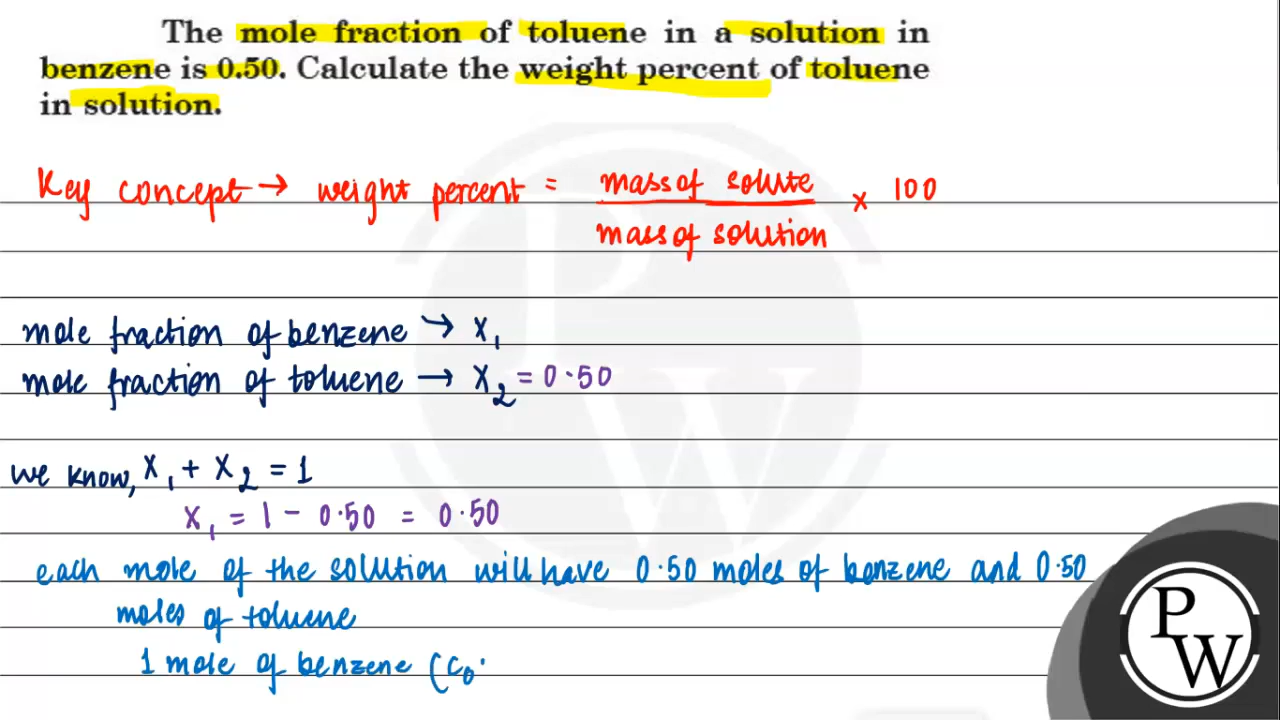 The mole fraction of toluene in a solution in
benzene is 0.50. Calculate the weight percent of toluene
in solution.
Key concept → weight percent = mass of solute / mass of solution × 100
mole fraction of benzene → x₁
mole fraction of toluene → x₂ = 0.50
we know, x₁ + x₂ = 1
x₁ = 1 - 0.50 = 0.50
each mole of the solution will have 0.50 moles of benzene and 0.50
moles of toluene
1 mole of benzene (C₆
PW
PW